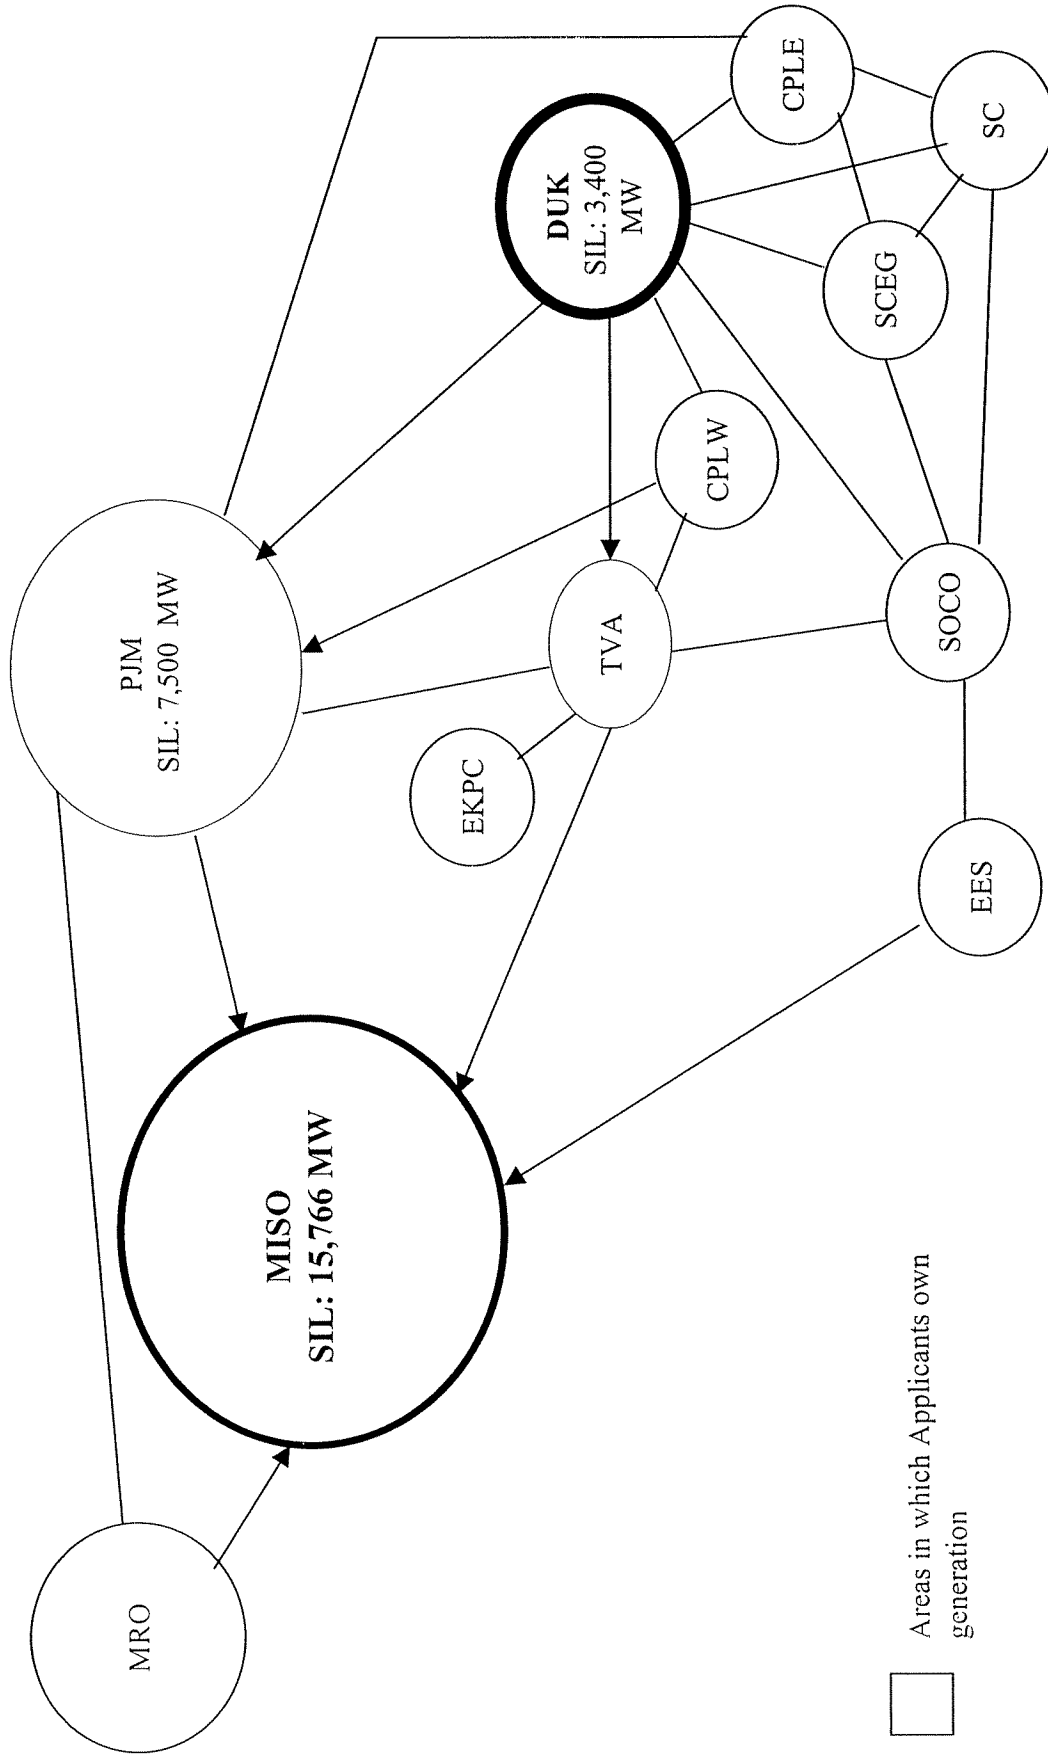 MRO
MISO
SIL: 15,766 MW
PJM
SIL: 7,500 MW
EKPC
TVA
CPLW
DUK
SIL: 3,400
MW
CPLE
SCEG
SC
SOCO
EES
Areas in which Applicants own
generation